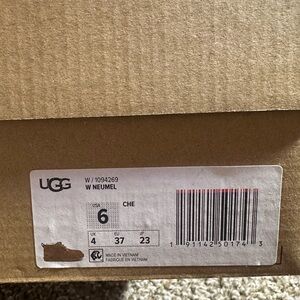 UGG
W / 1094269
W NEUMEL
USA
6
CHE
UK EU JP
4 37 23
MADE IN VIETNAM
FABRIQUÉ EN VIETNAM
1 91142 50174 3